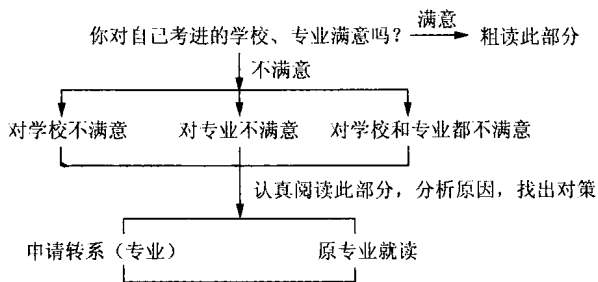 你对自己考进的学校、专业满意吗？ 满意 粗读此部分
不满意
对学校不满意 对专业不满意 对学校和专业都不满意
认真阅读此部分，分析原因，找出对策
申请转系（专业） 原专业就读